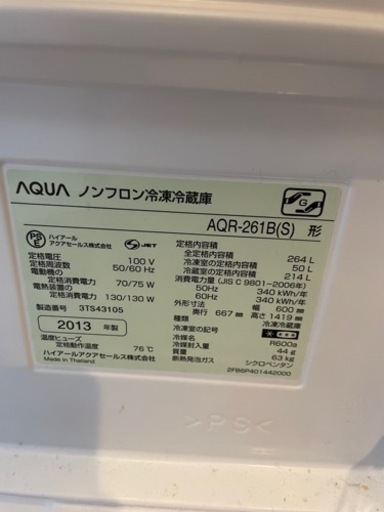 AQUA ノンフロン冷凍冷蔵庫
G
AQR-261B(S) 形
PS E
ハイアール
アクアセールス株式会社
JET
定格電圧 100 V
定格周波数 50/60 Hz
電動機の
定格消費電力 70/75 W
電熱装置の
定格消費電力 130/130 W
製造番号 3TS43105
2013 年製
温度ヒューズ
定格動作温度 76℃
ハイアールアクアセールス株式会社
Made in Thailand
定格内容積
全定格内容積 264 L
冷凍室の定格内容積 50 L
冷蔵室の定格内容積 214 L
消費電力量 (JIS C 9801-2006年)
50Hz 340 kWh/年
60Hz 340 kWh/年
外形寸法 幅 600 mm
奥行 667 mm 高さ 1419 mm
種類 冷凍冷蔵庫
冷凍室の記号
冷媒 R600a
冷媒封入量 44g
質量 63 kg
断熱発泡ガス シクロペンタン
2FB6P401442000
>PS<